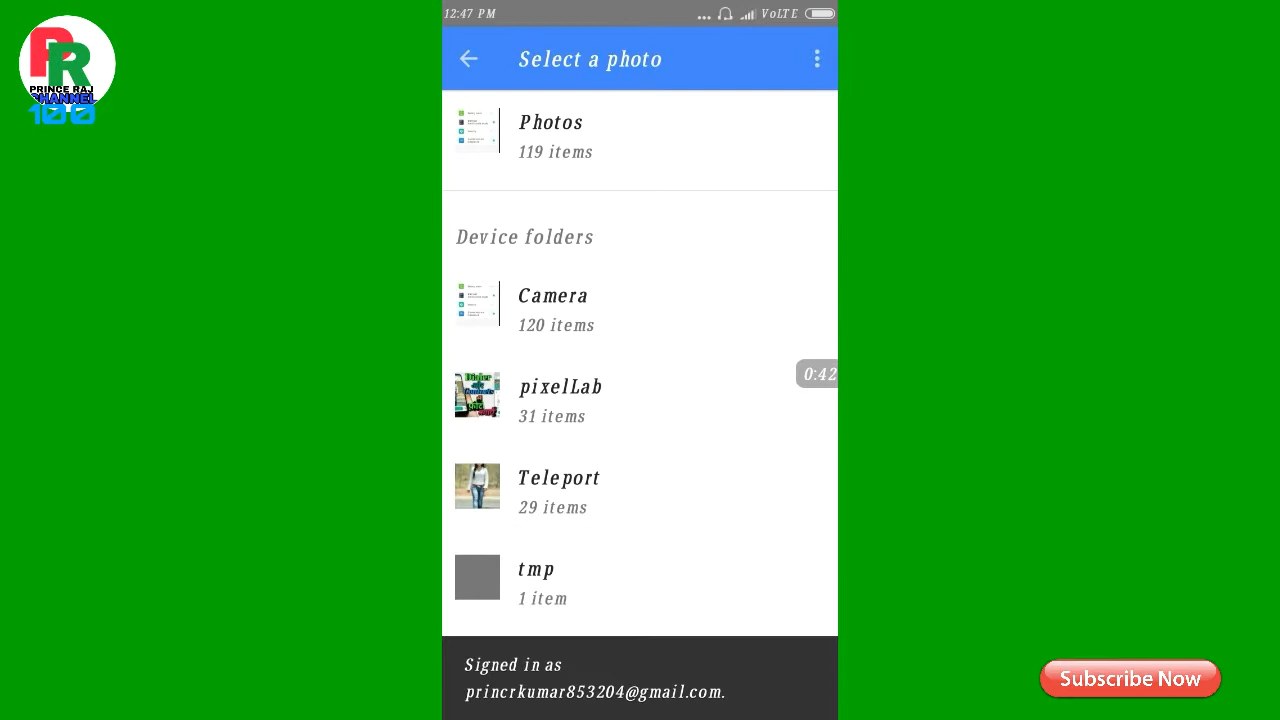 12:47 PM
VoLTE
PR
PRINCE RAJ
CHANNEL
100
Select a photo
Photos
119 items
Device folders
Camera
120 items
0:42
pixelLab
31 items
Teleport
29 items
tmp
1 item
Signed in as
princrkumar853204@gmail.com.
Subscribe Now